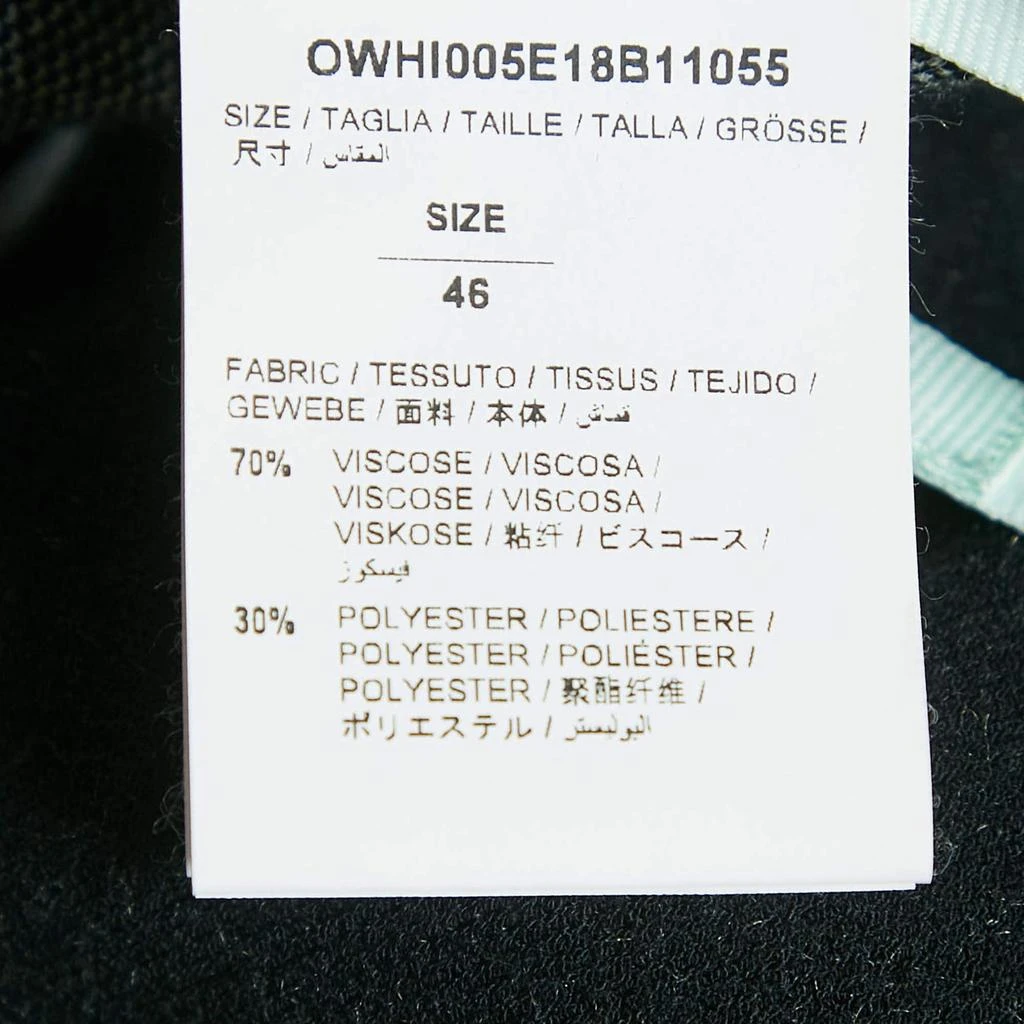 OWHI005E18B11055
SIZE / TAGLIA / TAILLE / TALLA / GRÖSSE /
尺寸 / المقاس
SIZE
46
FABRIC / TESSUTO / TISSUS / TEJIDO /
GEWEBE / 面料 / 本体 / قماش
70% VISCOSE / VISCOSA /
VISCOSE / VISCOSA /
VISKOSE / 粘纤 / ビスコース /
فيسكوز
30% POLYESTER / POLIESTERE /
POLYESTER / POLIÉSTER /
POLYESTER / 聚酯纤维 /
ポリエステル / البوليستر